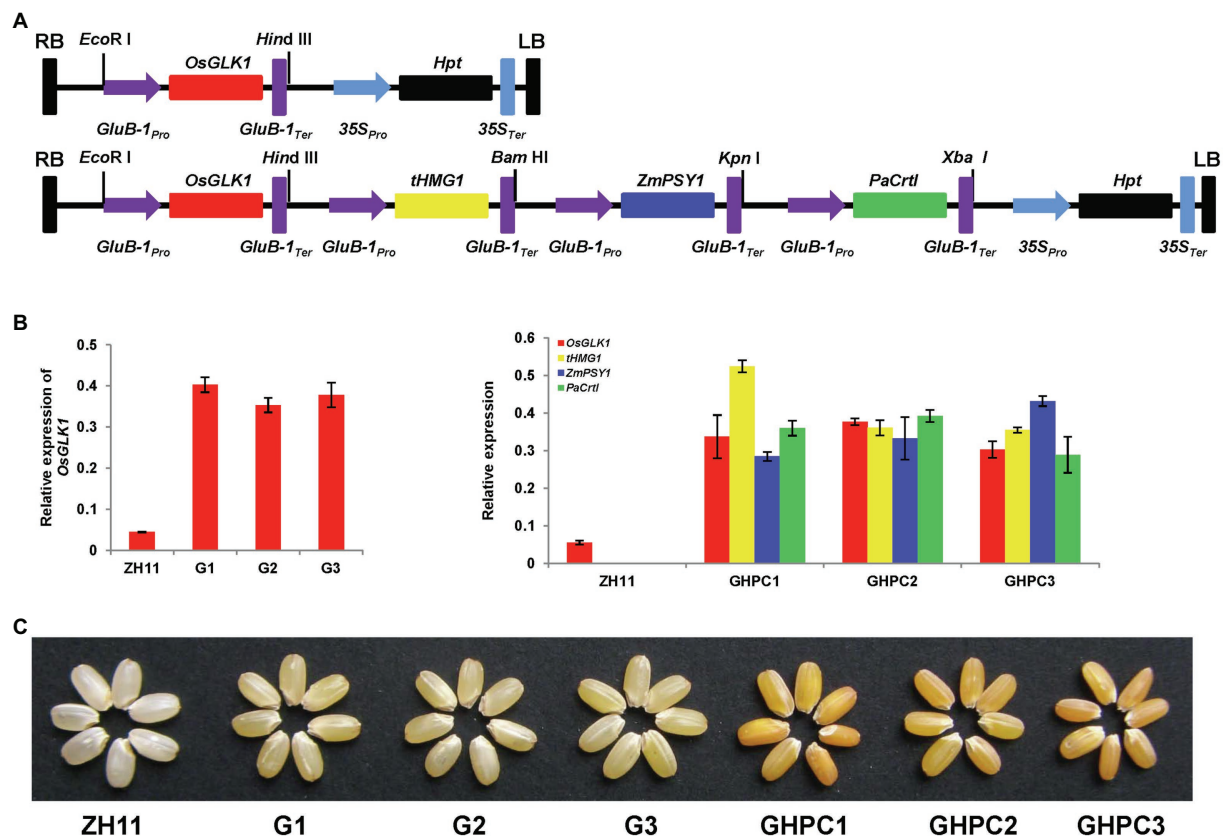 A
RB EcoR I OsGLK1 Hind III Hpt LB
GluB-1Pro GluB-1Ter 35SPro 35STer
RB EcoR I OsGLK1 Hind III tHMG1 Bam HI ZmPSY1 Kpn I PaCrtI Xba I Hpt LB
GluB-1Pro GluB-1Ter GluB-1Pro GluB-1Ter GluB-1Pro GluB-1Ter GluB-1Pro GluB-1Ter 35SPro 35STer
B
Relative expression of
OsGLK1
0.5
0.4
0.3
0.2
0.1
0
ZH11 G1 G2 G3
Relative expression
0.6
0.5
0.4
0.3
0.2
0.1
0
OsGLK1
tHMG1
ZmPSY1
PaCrtI
ZH11 GHPC1 GHPC2 GHPC3
C
ZH11 G1 G2 G3 GHPC1 GHPC2 GHPC3